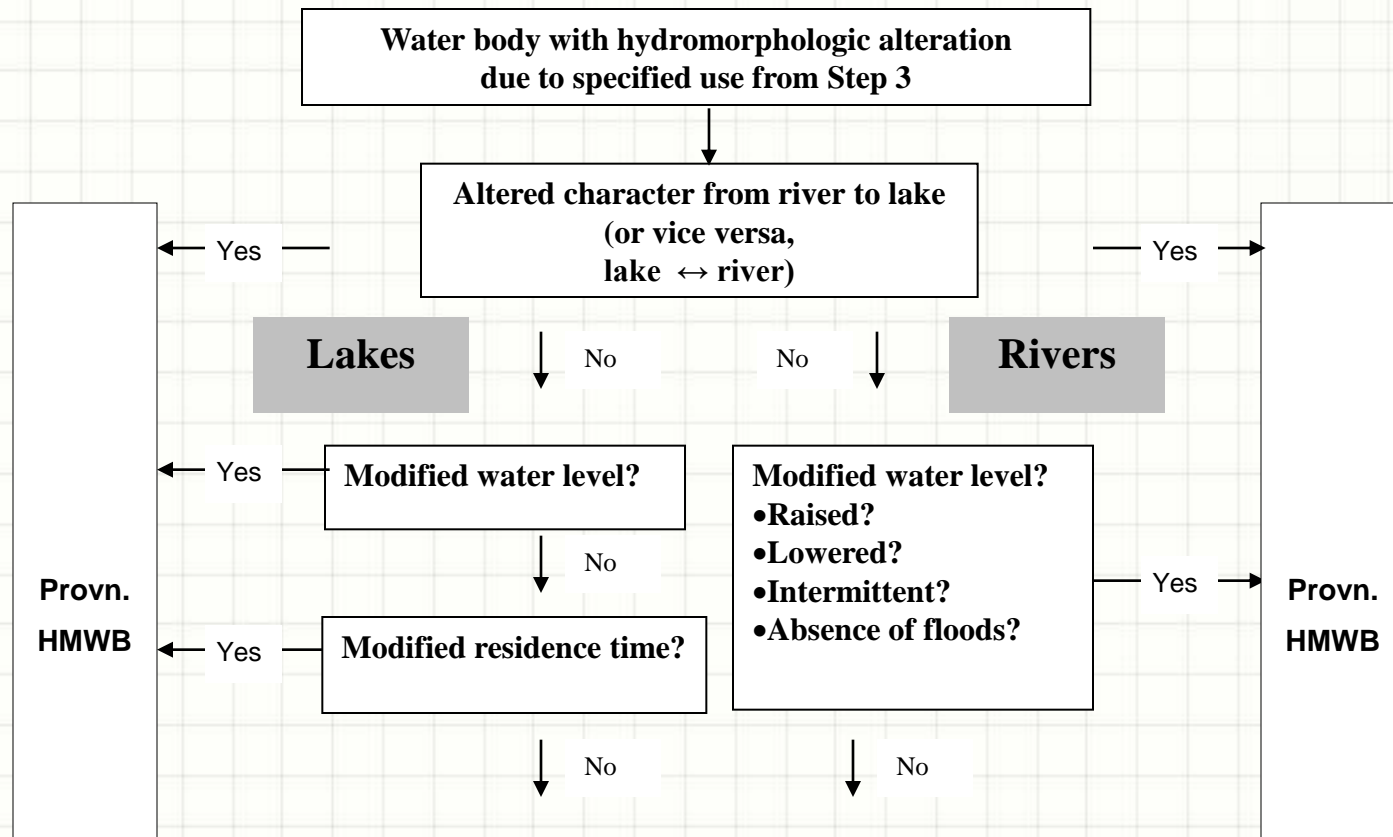 Water body with hydromorphologic alteration
due to specified use from Step 3
Altered character from river to lake
(or vice versa,
lake ↔ river)
Yes
Yes
Lakes
No
No
Rivers
Yes
Modified water level?
Modified water level?
•Raised?
•Lowered?
•Intermittent?
•Absence of floods?
No
Yes
Provn.
HMWB
Yes
Modified residence time?
Provn.
HMWB
No
No